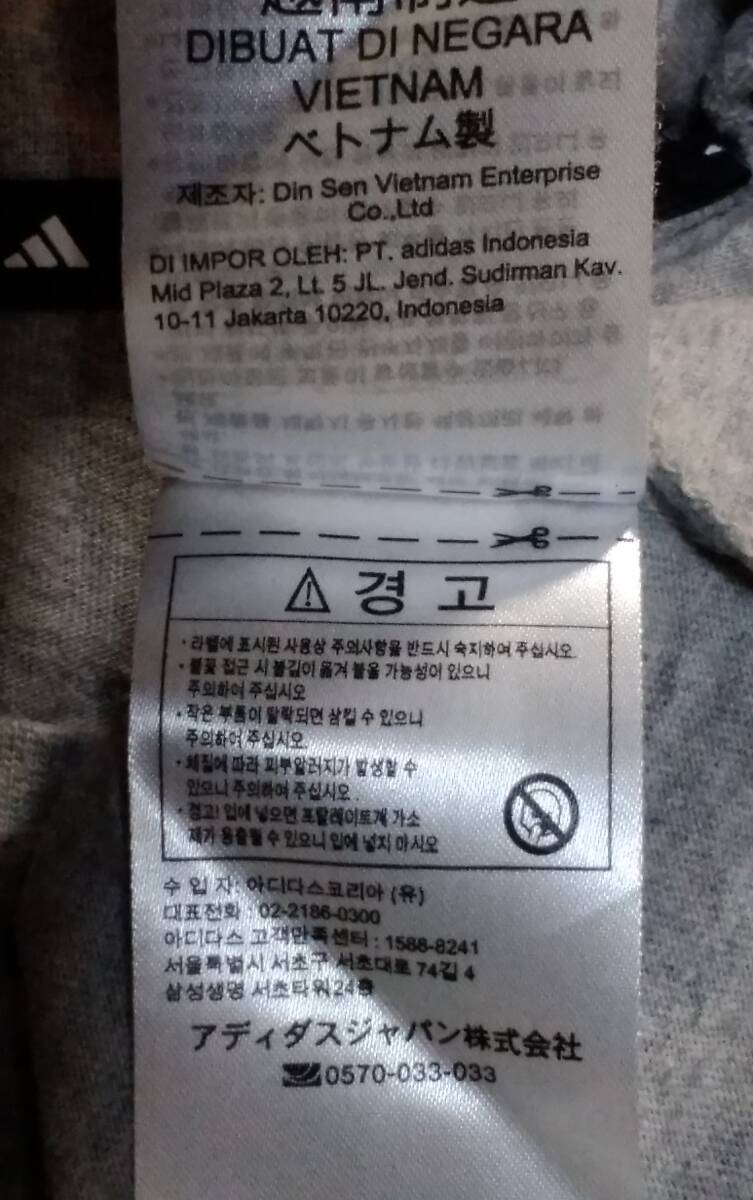 越南制造
DIBUAT DI NEGARA
VIETNAM
ベトナム製
제조자: Din Sen Vietnam Enterprise
Co.,Ltd
DI IMPOR OLEH: PT. adidas Indonesia
Mid Plaza 2, Lt. 5 JL. Jend. Sudirman Kav.
10-11 Jakarta 10220, Indonesia
⚠ 경 고
· 라벨에 표시된 사용상 주의사항을 반드시 숙지하여 주십시오.
· 불꽃 접근 시 불길이 옮겨 붙을 가능성이 있으니
주의하여 주십시오
· 작은 부품이 탈락되면 삼킬 수 있으니
주의하여 주십시오.
· 체질에 따라 피부알러지가 발생할 수
있으니 주의하여 주십시오.
· 경고! 입에 넣으면 프탈레이트계 가소
제가 용출될 수 있으니 입에 넣지 마시오
수 입 자: 아디다스코리아 (유)
대표전화 : 02-2186-0300
아디다스 고객만족센터 : 1588-8241
서울특별시 서초구 서초대로 74길 4
삼성생명 서초타워 24층
アディダスジャパン株式会社
0570-033-033